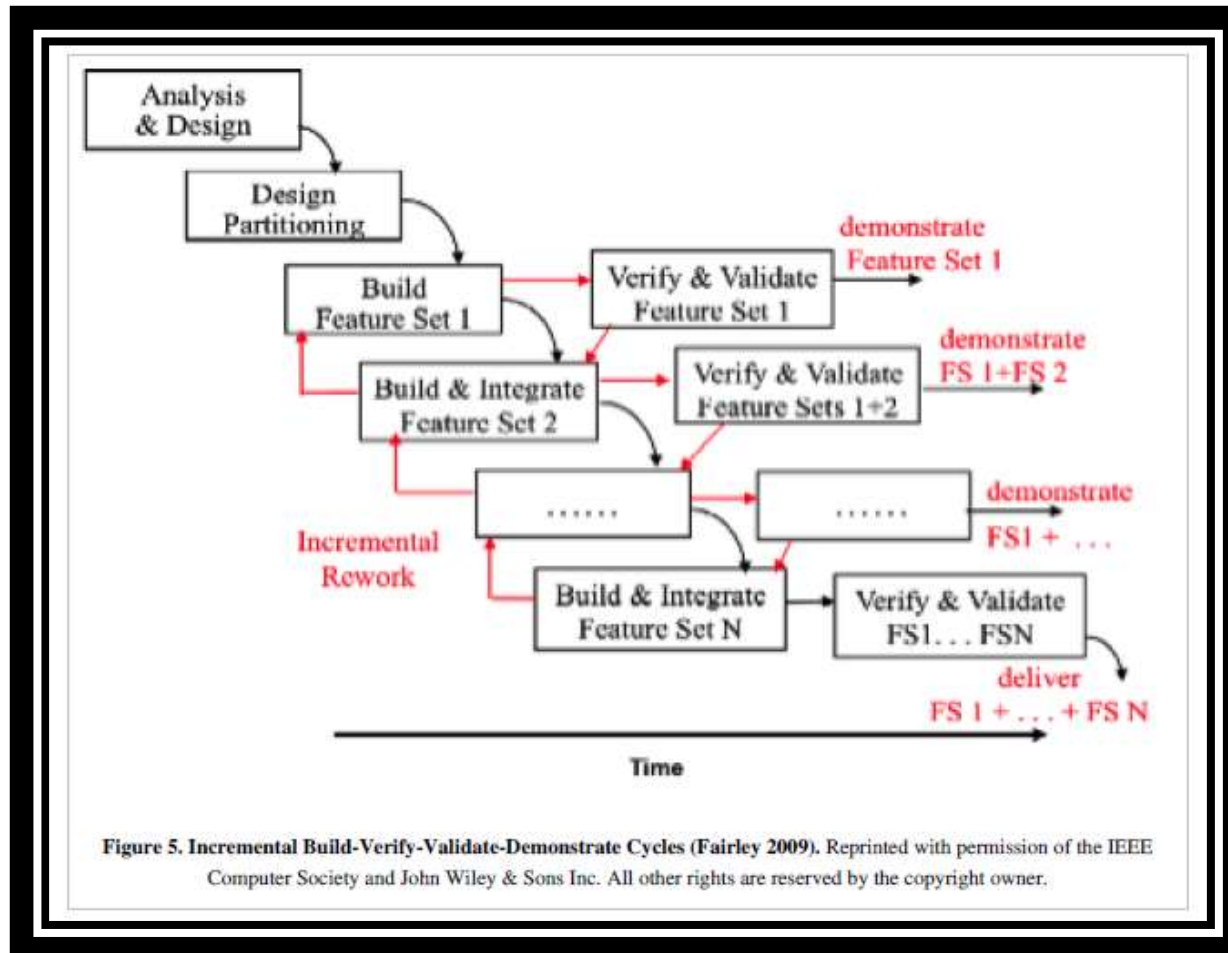 Analysis
& Design
Design
Partitioning
demonstrate
Feature Set 1
Build
Feature Set 1
Verify & Validate
Feature Set 1
demonstrate
FS 1+FS 2
Build & Integrate
Feature Set 2
Verify & Validate
Feature Sets 1+2
......
......
demonstrate
FS1 + ...
Incremental
Rework
Build & Integrate
Feature Set N
Verify & Validate
FS1. . . FSN
deliver
FS 1 + . . . + FS N
Time
Figure 5. Incremental Build-Verify-Validate-Demonstrate Cycles (Fairley 2009). Reprinted with permission of the IEEE
Computer Society and John Wiley & Sons Inc. All other rights are reserved by the copyright owner.